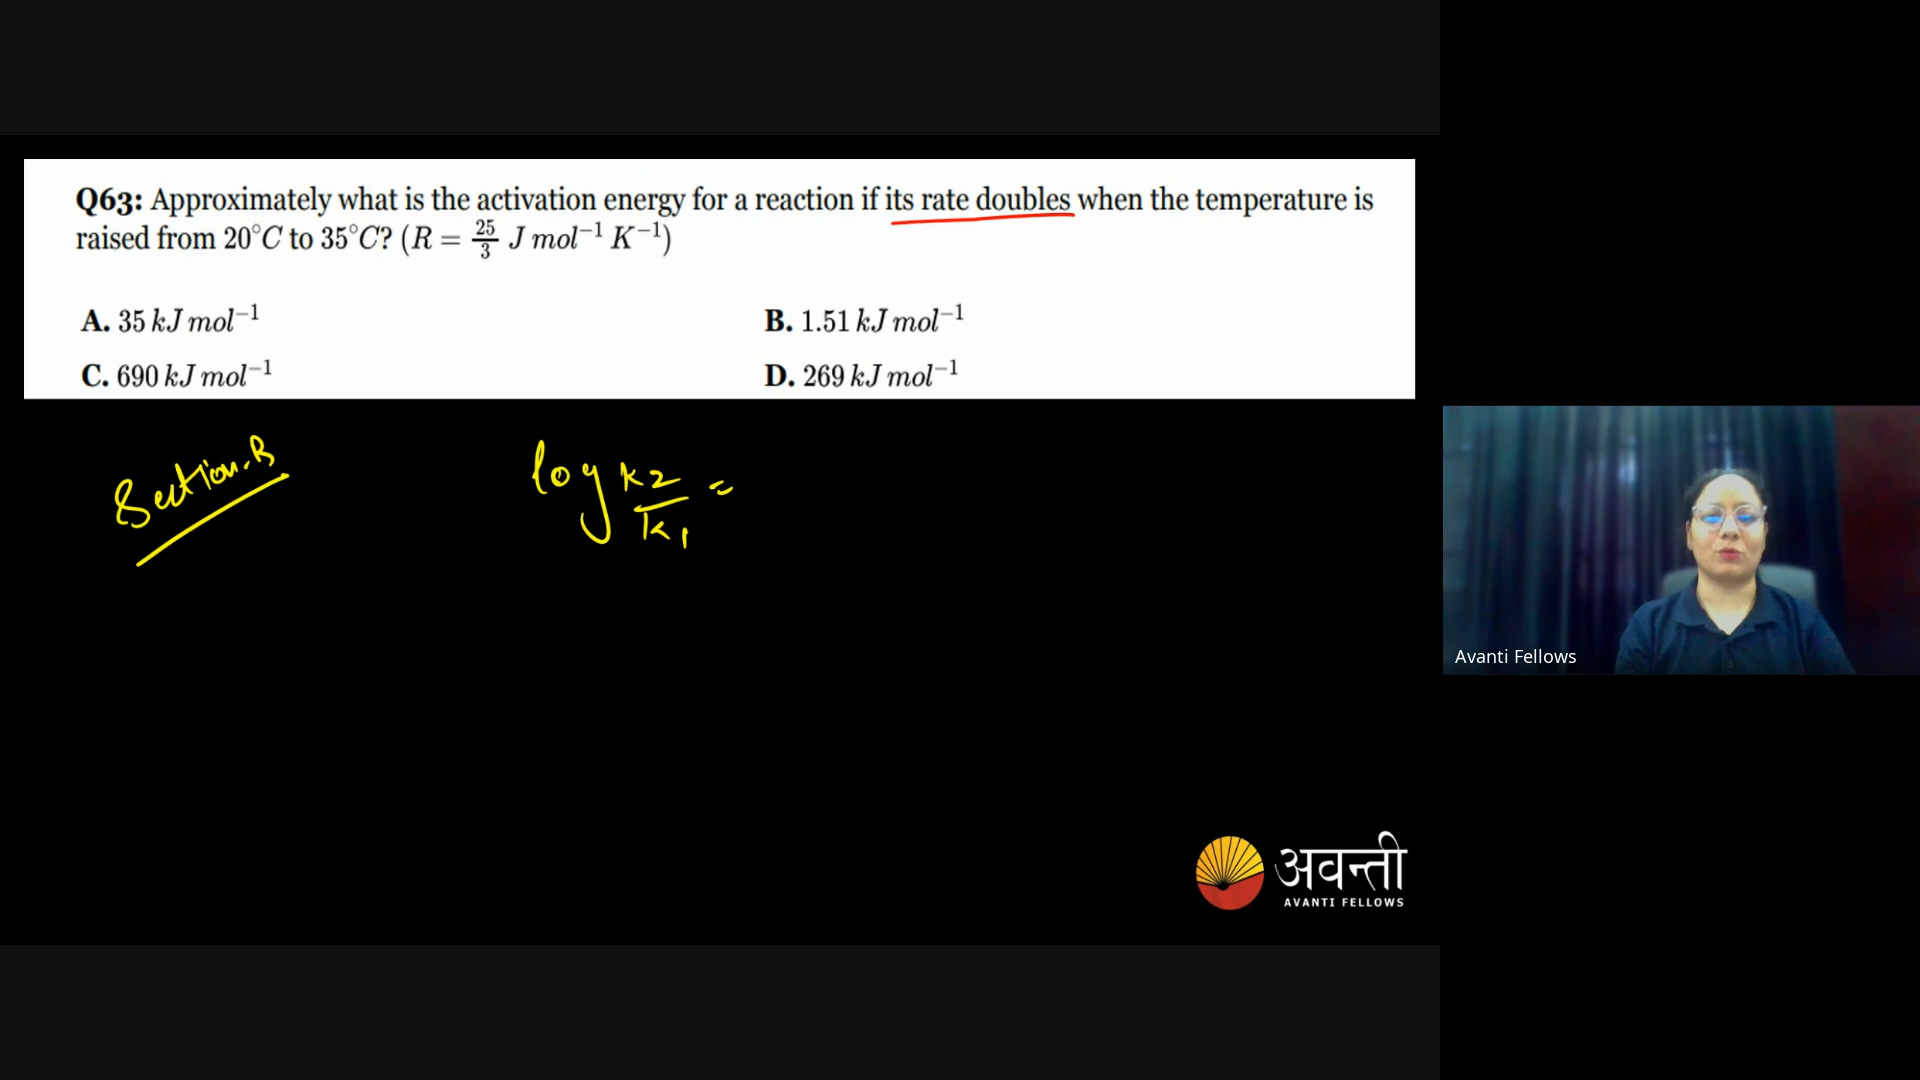 Q63: Approximately what is the activation energy for a reaction if its rate doubles when the temperature is
raised from 20°C to 35°C? (R = 25/3 J mol⁻¹ K⁻¹)
A. 35 kJ mol⁻¹
B. 1.51 kJ mol⁻¹
C. 690 kJ mol⁻¹
D. 269 kJ mol⁻¹
Section-B
log k2/k1 =
Avanti Fellows
अवन्ती
AVANTI FELLOWS